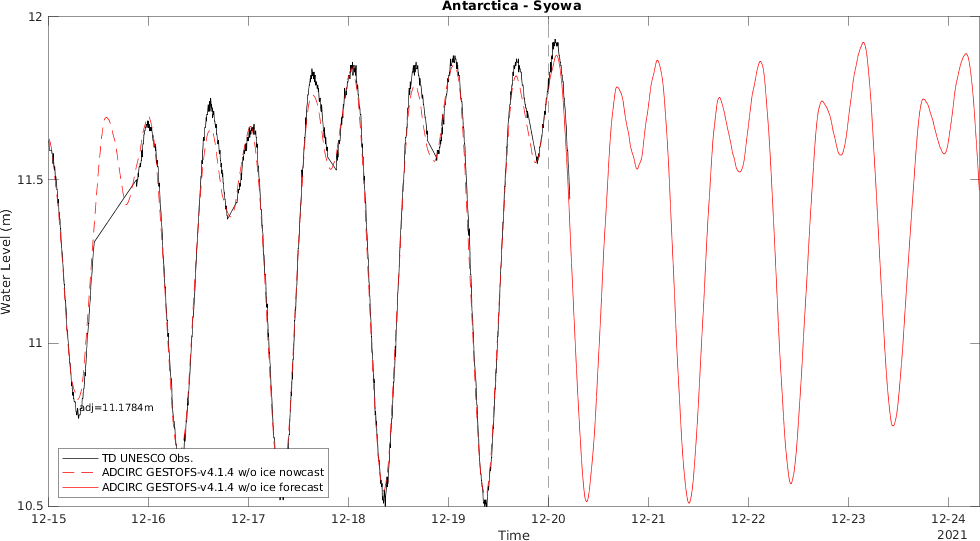 Antarctica - Syowa
12
11.5
11
10.5
Water Level (m)
adj=11.1784m
TD UNESCO Obs.
ADCIRC GESTOFS-v4.1.4 w/o ice nowcast
ADCIRC GESTOFS-v4.1.4 w/o ice forecast
12-15 12-16 12-17 12-18 12-19 12-20 12-21 12-22 12-23 12-24
Time
2021